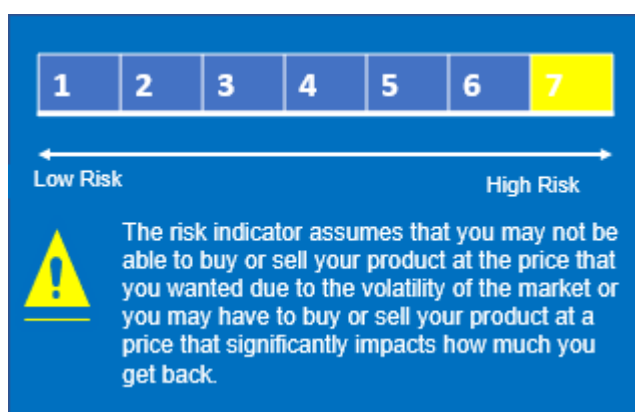 1 2 3 4 5 6 7
Low Risk High Risk
The risk indicator assumes that you may not be
able to buy or sell your product at the price that
you wanted due to the volatility of the market or
you may have to buy or sell your product at a
price that significantly impacts how much you
get back.